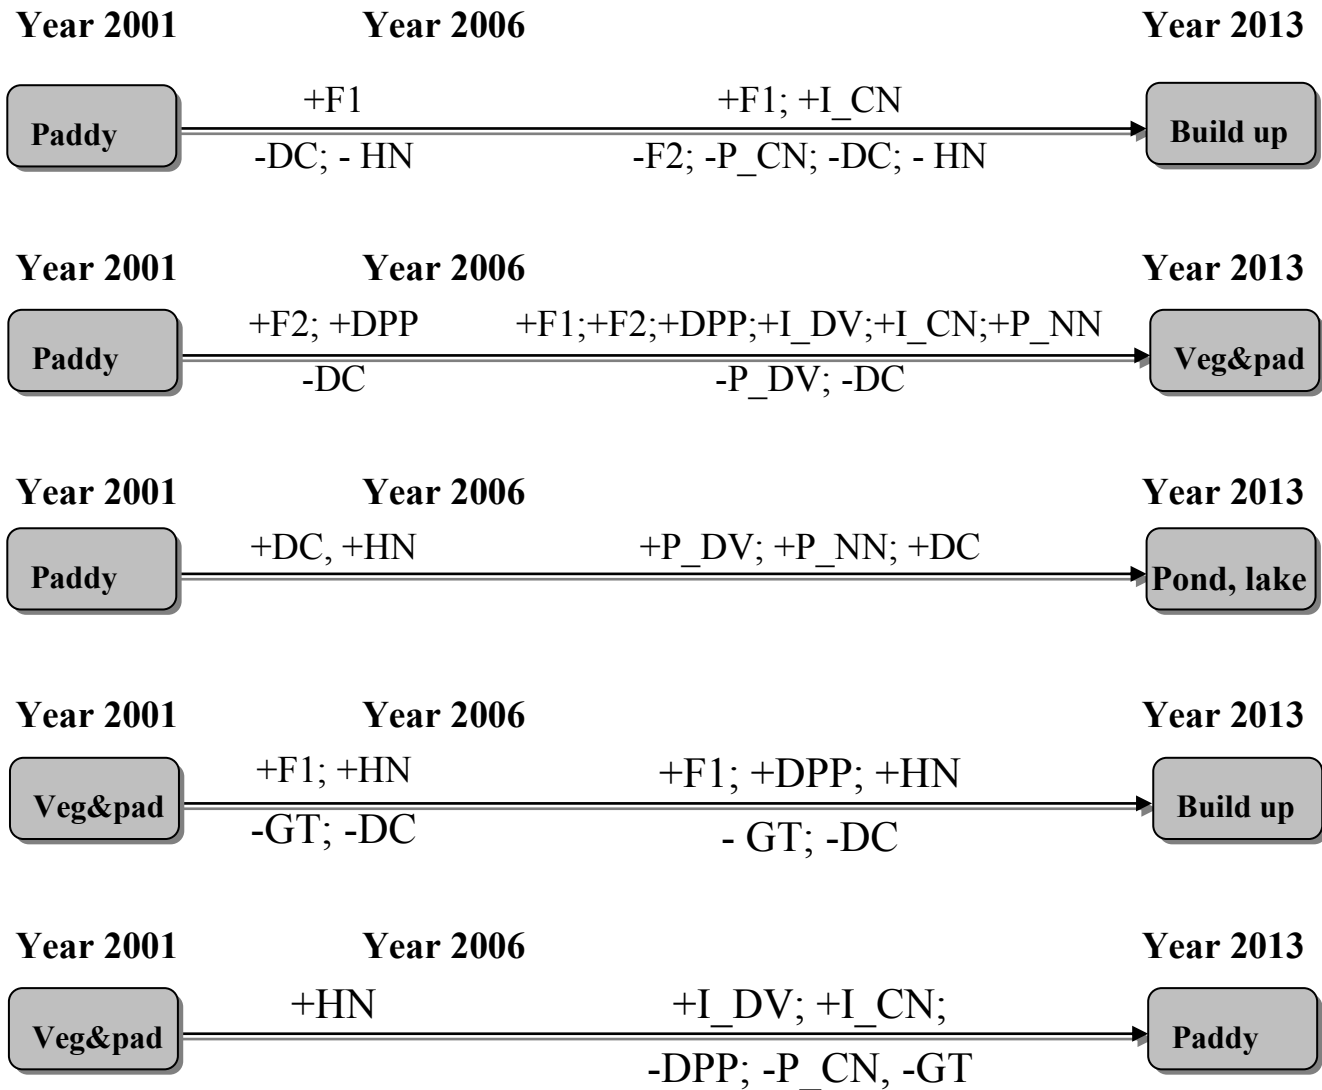 Year 2001 Year 2006 Year 2013
+F1 +F1; +I_CN
Paddy Build up
-DC; - HN -F2; -P_CN; -DC; - HN
Year 2001 Year 2006 Year 2013
+F2; +DPP +F1;+F2;+DPP;+I_DV;+I_CN;+P_NN
Paddy Veg&pad
-DC -P_DV; -DC
Year 2001 Year 2006 Year 2013
+DC, +HN +P_DV; +P_NN; +DC
Paddy Pond, lake
Year 2001 Year 2006 Year 2013
+F1; +HN +F1; +DPP; +HN
Veg&pad Build up
-GT; -DC - GT; -DC
Year 2001 Year 2006 Year 2013
+HN +I_DV; +I_CN;
Veg&pad Paddy
-DPP; -P_CN, -GT